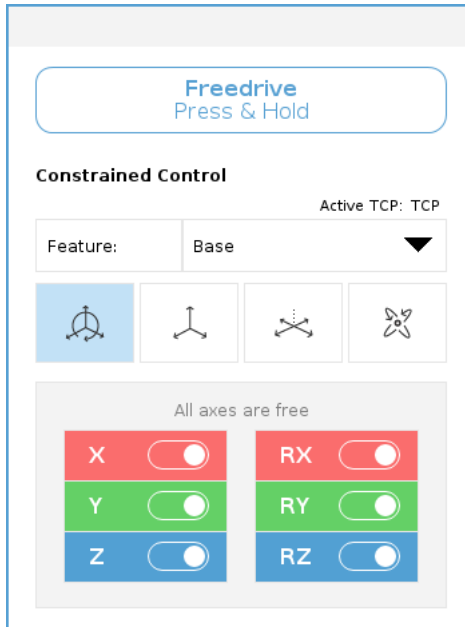 Freedrive
Press & Hold
Constrained Control
Active TCP: TCP
Feature: Base
All axes are free
X RX
Y RY
Z RZ